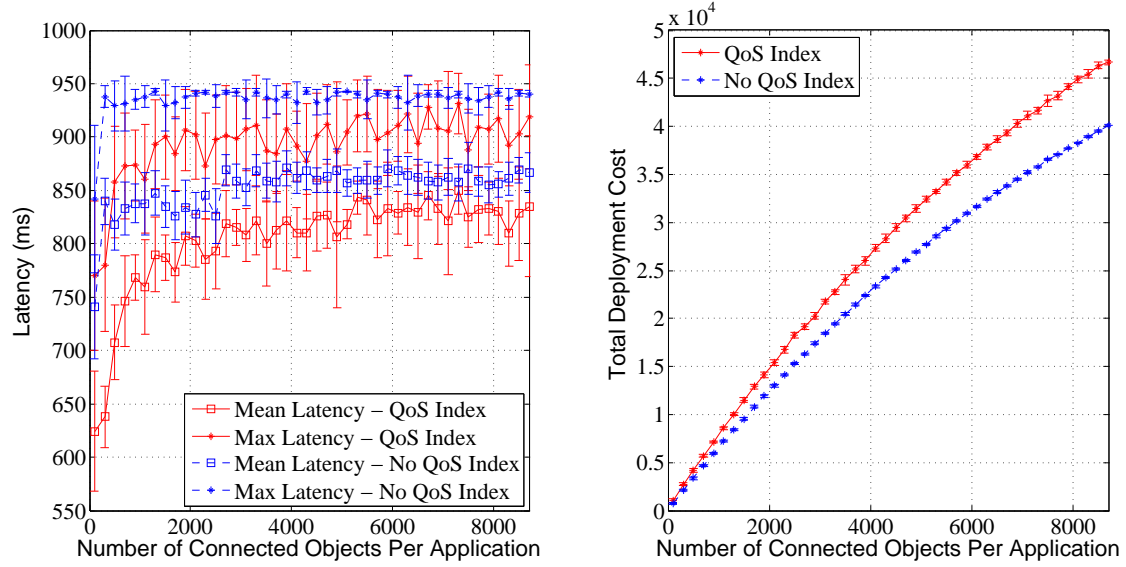 1000
950
900
850
800
750
700
650
600
550
Latency (ms)
0 2000 4000 6000 8000
Number of Connected Objects Per Application
Mean Latency – QoS Index
Max Latency – QoS Index
Mean Latency – No QoS Index
Max Latency – No QoS Index
x 10^4
5
4.5
4
3.5
3
2.5
2
1.5
1
0.5
0
Total Deployment Cost
0 2000 4000 6000 8000
Number of Connected Objects Per Application
QoS Index
No QoS Index